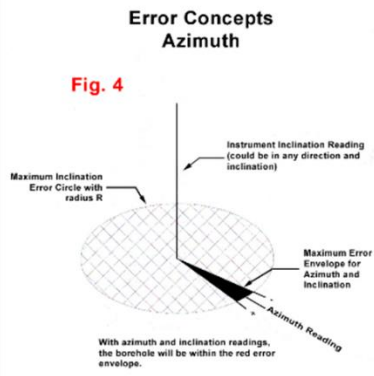 Error Concepts
Azimuth
Fig. 4
Instrument Inclination Reading
(could be in any direction and
inclination)
Maximum Inclination
Error Circle with
radius R
Maximum Error
Envelope for
Azimuth and
Inclination
- 
+
Azimuth Reading
With azimuth and inclination readings,
the borehole will be within the red error
envelope.